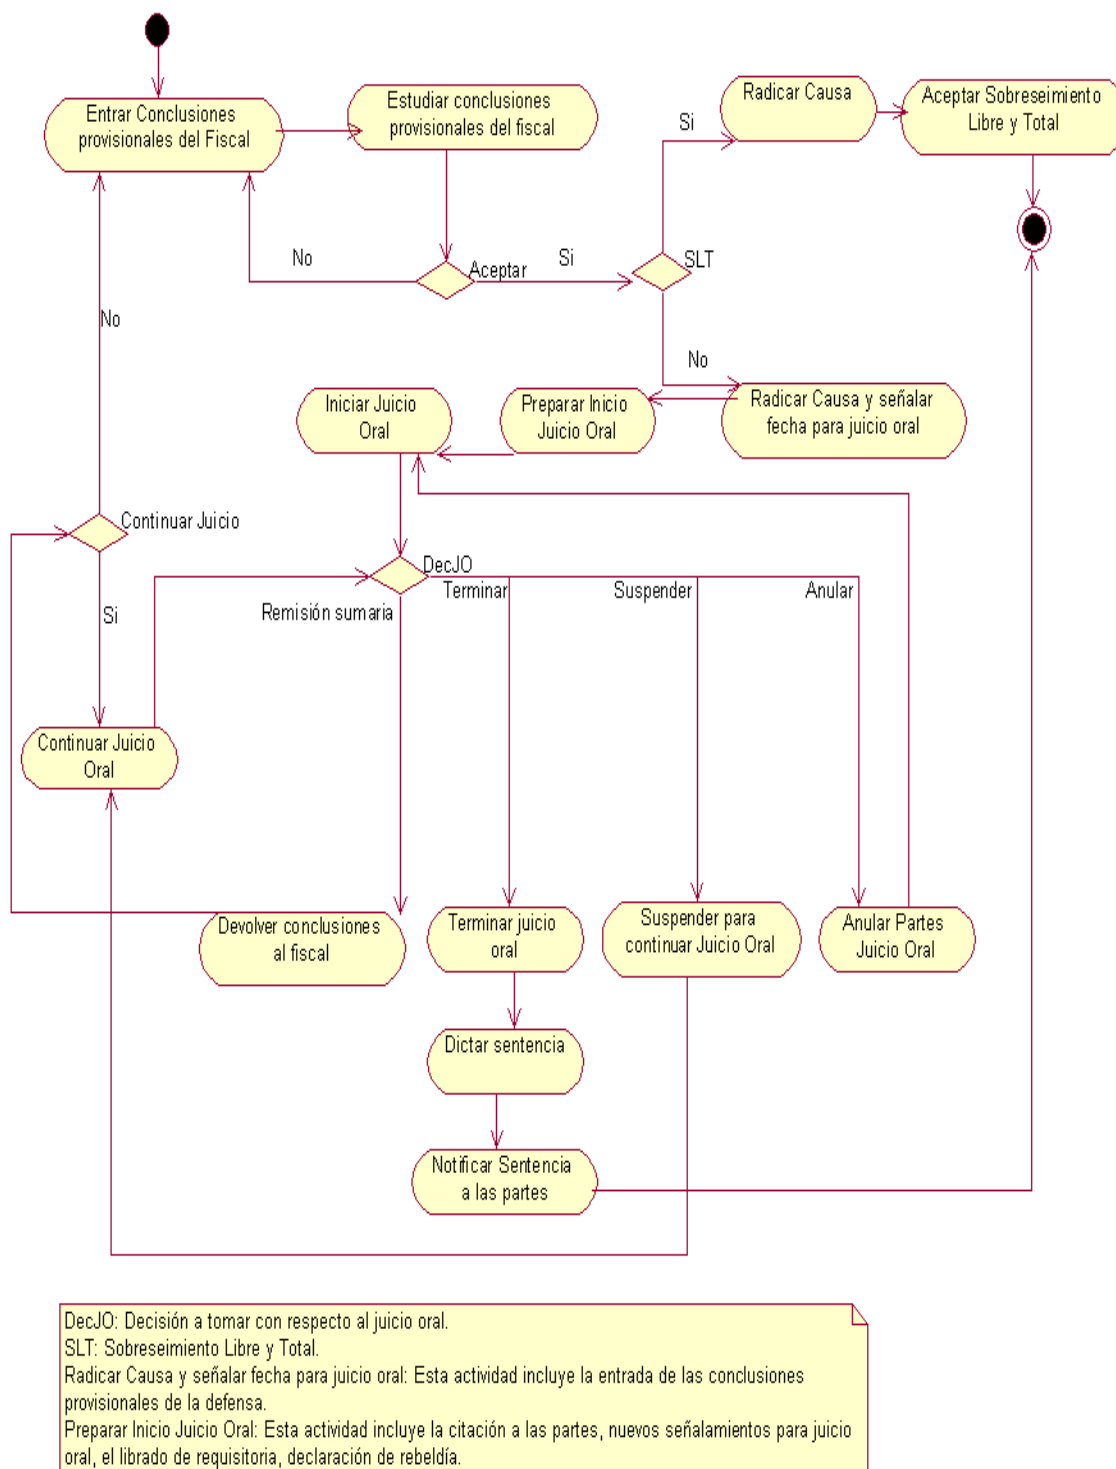 Entrar Conclusiones
provisionales del Fiscal
Estudiar conclusiones
provisionales del fiscal
Radicar Causa
Aceptar Sobreseimiento
Libre y Total
Si
No
Aceptar
Si
SLT
No
No
Iniciar Juicio
Oral
Preparar Inicio
Juicio Oral
Radicar Causa y señalar
fecha para juicio oral
Continuar Juicio
DecJO
Terminar
Suspender
Anular
Remisión sumaria
Si
Continuar Juicio
Oral
Devolver conclusiones
al fiscal
Terminar juicio
oral
Suspender para
continuar Juicio Oral
Anular Partes
Juicio Oral
Dictar sentencia
Notificar Sentencia
a las partes
DecJO: Decisión a tomar con respecto al juicio oral.
SLT: Sobreseimiento Libre y Total.
Radicar Causa y señalar fecha para juicio oral: Esta actividad incluye la entrada de las conclusiones
provisionales de la defensa.
Preparar Inicio Juicio Oral: Esta actividad incluye la citación a las partes, nuevos señalamientos para juicio
oral, el librado de requisitoria, declaración de rebeldía.